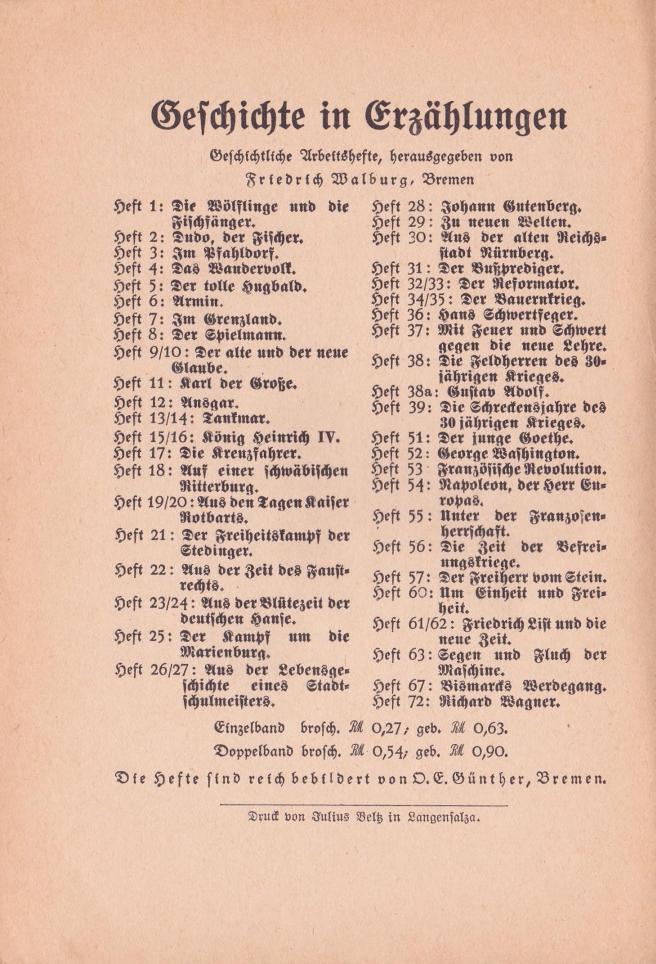 Geschichte in Erzählungen
Geschichtliche Arbeitshefte, herausgegeben von
Friedrich Walburg, Bremen
Heft 1: Die Wölflinge und die
Fischfänger.
Heft 2: Dudo, der Fischer.
Heft 3: Im Pfahldorf.
Heft 4: Das Wandervolk.
Heft 5: Der tolle Hugbald.
Heft 6: Armin.
Heft 7: Im Grenzland.
Heft 8: Der Spielmann.
Heft 9/10: Der alte und der neue
Glaube.
Heft 11: Karl der Große.
Heft 12: Ansgar.
Heft 13/14: Tankmar.
Heft 15/16: König Heinrich IV.
Heft 17: Die Kreuzfahrer.
Heft 18: Auf einer schwäbischen
Ritterburg.
Heft 19/20: Aus den Tagen Kaiser
Rotbarts.
Heft 21: Der Freiheitskampf der
Stedinger.
Heft 22: Aus der Zeit des Faust-
rechts.
Heft 23/24: Aus der Blütezeit der
deutschen Hanse.
Heft 25: Der Kampf um die
Marienburg.
Heft 26/27: Aus der Lebensge-
schichte eines Stadt-
schulmeisters.
Heft 28: Johann Gutenberg.
Heft 29: Zu neuen Welten.
Heft 30: Aus der alten Reichs-
stadt Nürnberg.
Heft 31: Der Bußprediger.
Heft 32/33: Der Reformator.
Heft 34/35: Der Bauernkrieg.
Heft 36: Hans Schwertfeger.
Heft 37: Mit Feuer und Schwert
gegen die neue Lehre.
Heft 38: Die Feldherren des 30-
jährigen Krieges.
Heft 38a: Gustav Adolf.
Heft 39: Die Schreckensjahre des
30 jährigen Krieges.
Heft 51: Der junge Goethe.
Heft 52: George Washington.
Heft 53 Französische Revolution.
Heft 54: Napoleon, der Herr Eu-
ropas.
Heft 55: Unter der Franzosen-
herrschaft.
Heft 56: Die Zeit der Befrei-
ungskriege.
Heft 57: Der Freiherr vom Stein.
Heft 60: Um Einheit und Frei-
heit.
Heft 61/62: Friedrich List und die
neue Zeit.
Heft 63: Segen und Fluch der
Maschine.
Heft 67: Bismarcks Werdegang.
Heft 72: Richard Wagner.
Einzelband brosch. RM 0,27; geb. RM 0,63.
Doppelband brosch. RM 0,54; geb. RM 0,90.
Die Hefte sind reich bebildert von O. E. Günther, Bremen.
Druck von Julius Beltz in Langensalza.